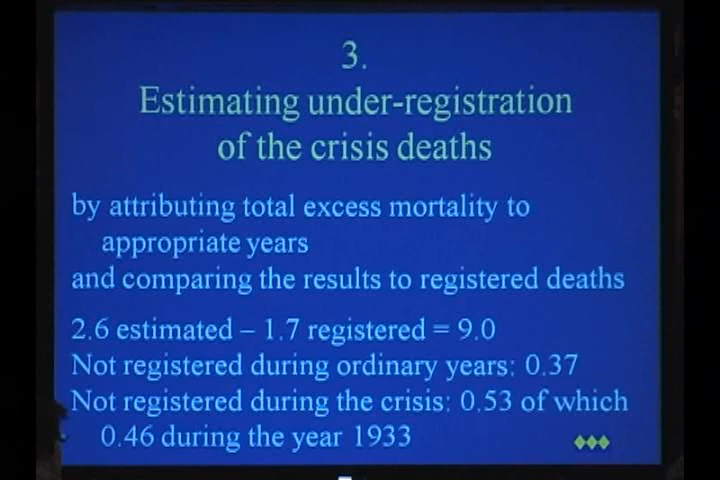 3.
Estimating under-registration
of the crisis deaths
by attributing total excess mortality to
appropriate years
and comparing the results to registered deaths
2.6 estimated – 1.7 registered = 9.0
Not registered during ordinary years: 0.37
Not registered during the crisis: 0.53 of which
0.46 during the year 1933